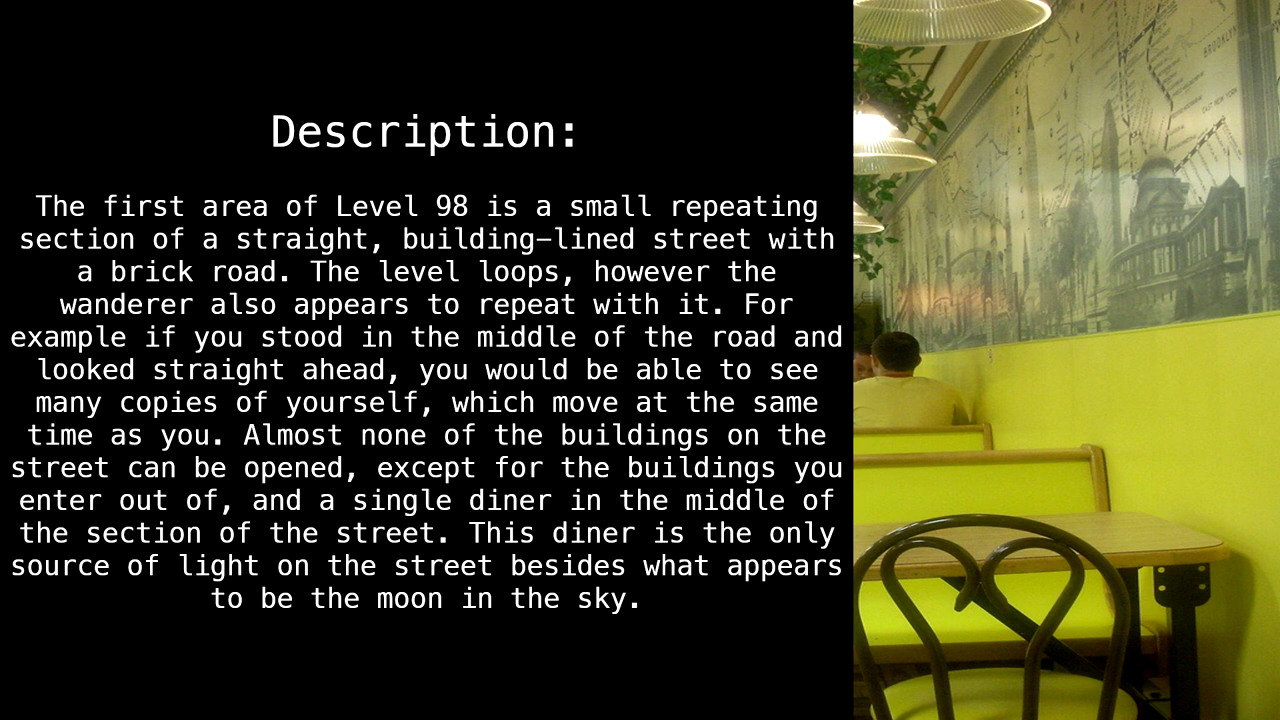 Description:
The first area of Level 98 is a small repeating
section of a straight, building–lined street with
a brick road. The level loops, however the
wanderer also appears to repeat with it. For
example if you stood in the middle of the road and
looked straight ahead, you would be able to see
many copies of yourself, which move at the same
time as you. Almost none of the buildings on the
street can be opened, except for the buildings you
enter out of, and a single diner in the middle of
the section of the street. This diner is the only
source of light on the street besides what appears
to be the moon in the sky.
BROOKLYN
EAST NEW YORK